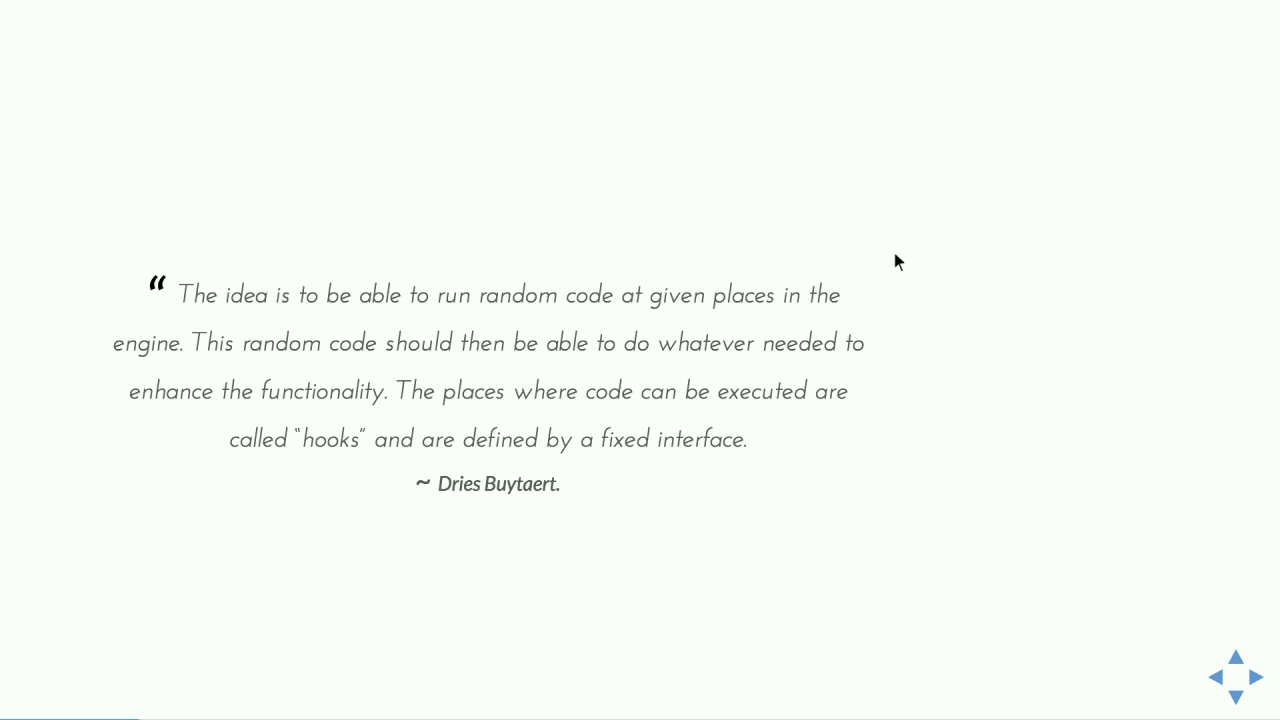 “ The idea is to be able to run random code at given places in the
engine. This random code should then be able to do whatever needed to
enhance the functionality. The places where code can be executed are
called “hooks” and are defined by a fixed interface.
~ Dries Buytaert.